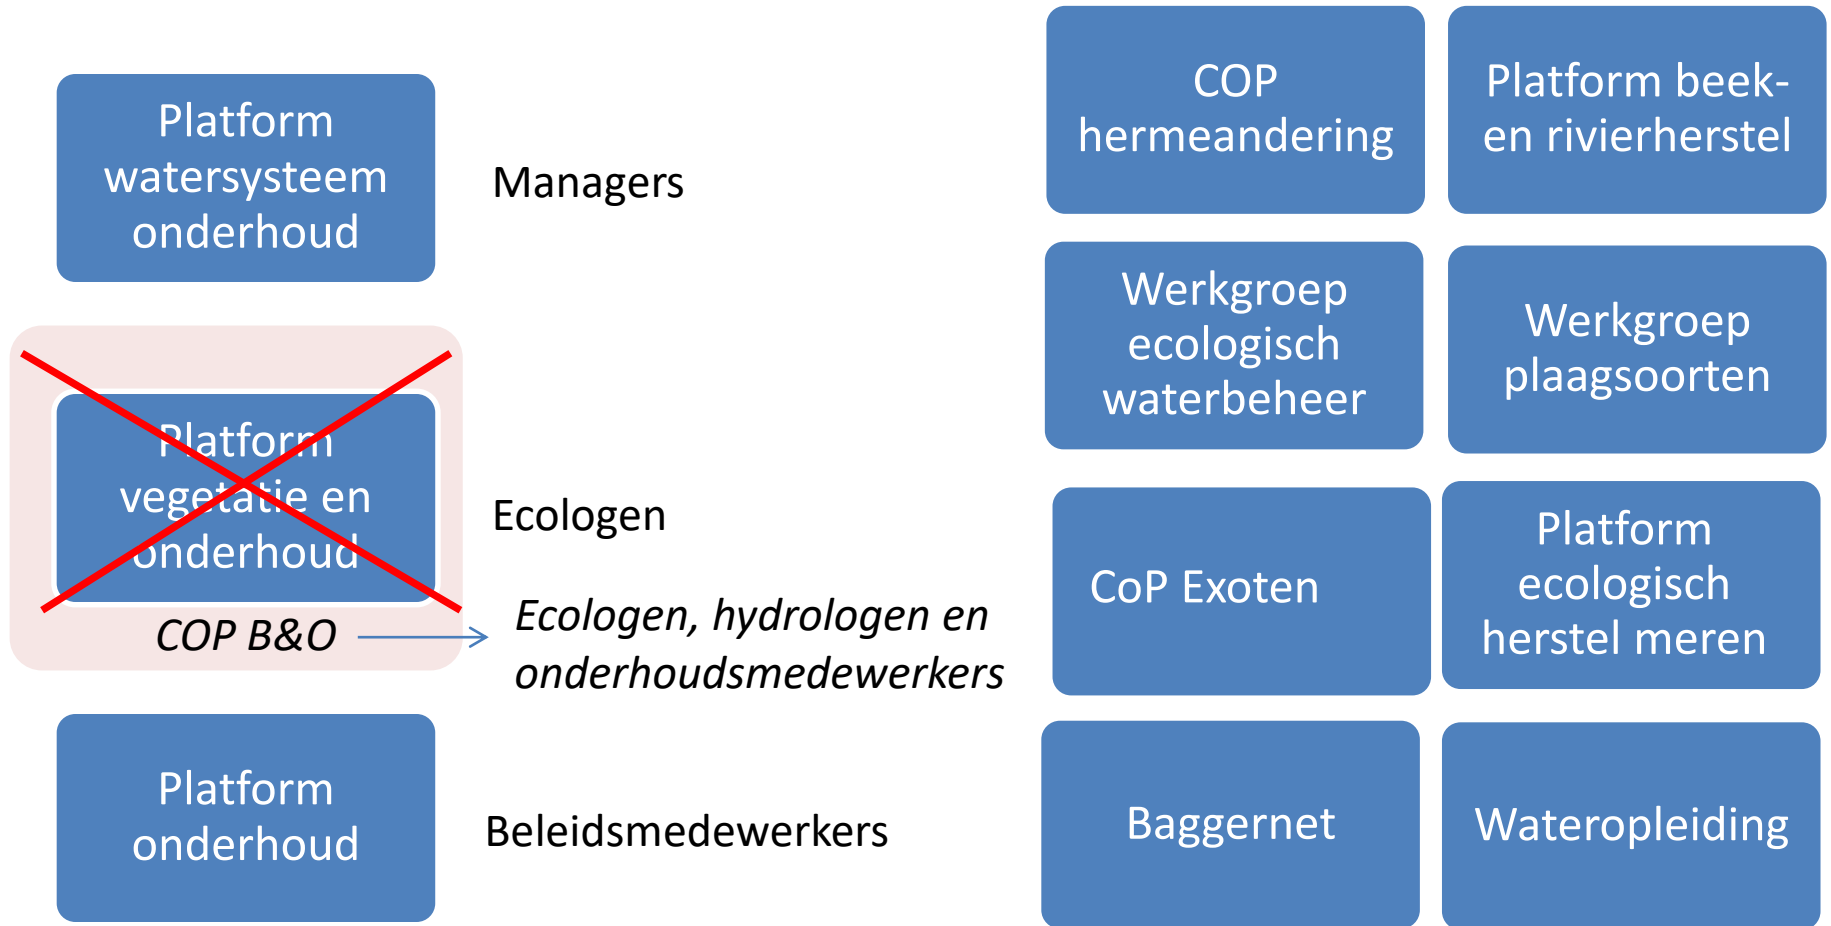 Platform
watersysteem
onderhoud
Managers
Platform
vegetatie en
onderhoud
COP B&O
Ecologen
Ecologen, hydrologen en
onderhoudsmedewerkers
Platform
onderhoud
Beleidsmedewerkers
COP
hermeandering
Platform beek-
en rivierherstel
Werkgroep
ecologisch
waterbeheer
Werkgroep
plaagsoorten
CoP Exoten
Platform
ecologisch
herstel meren
Baggernet
Wateropleiding